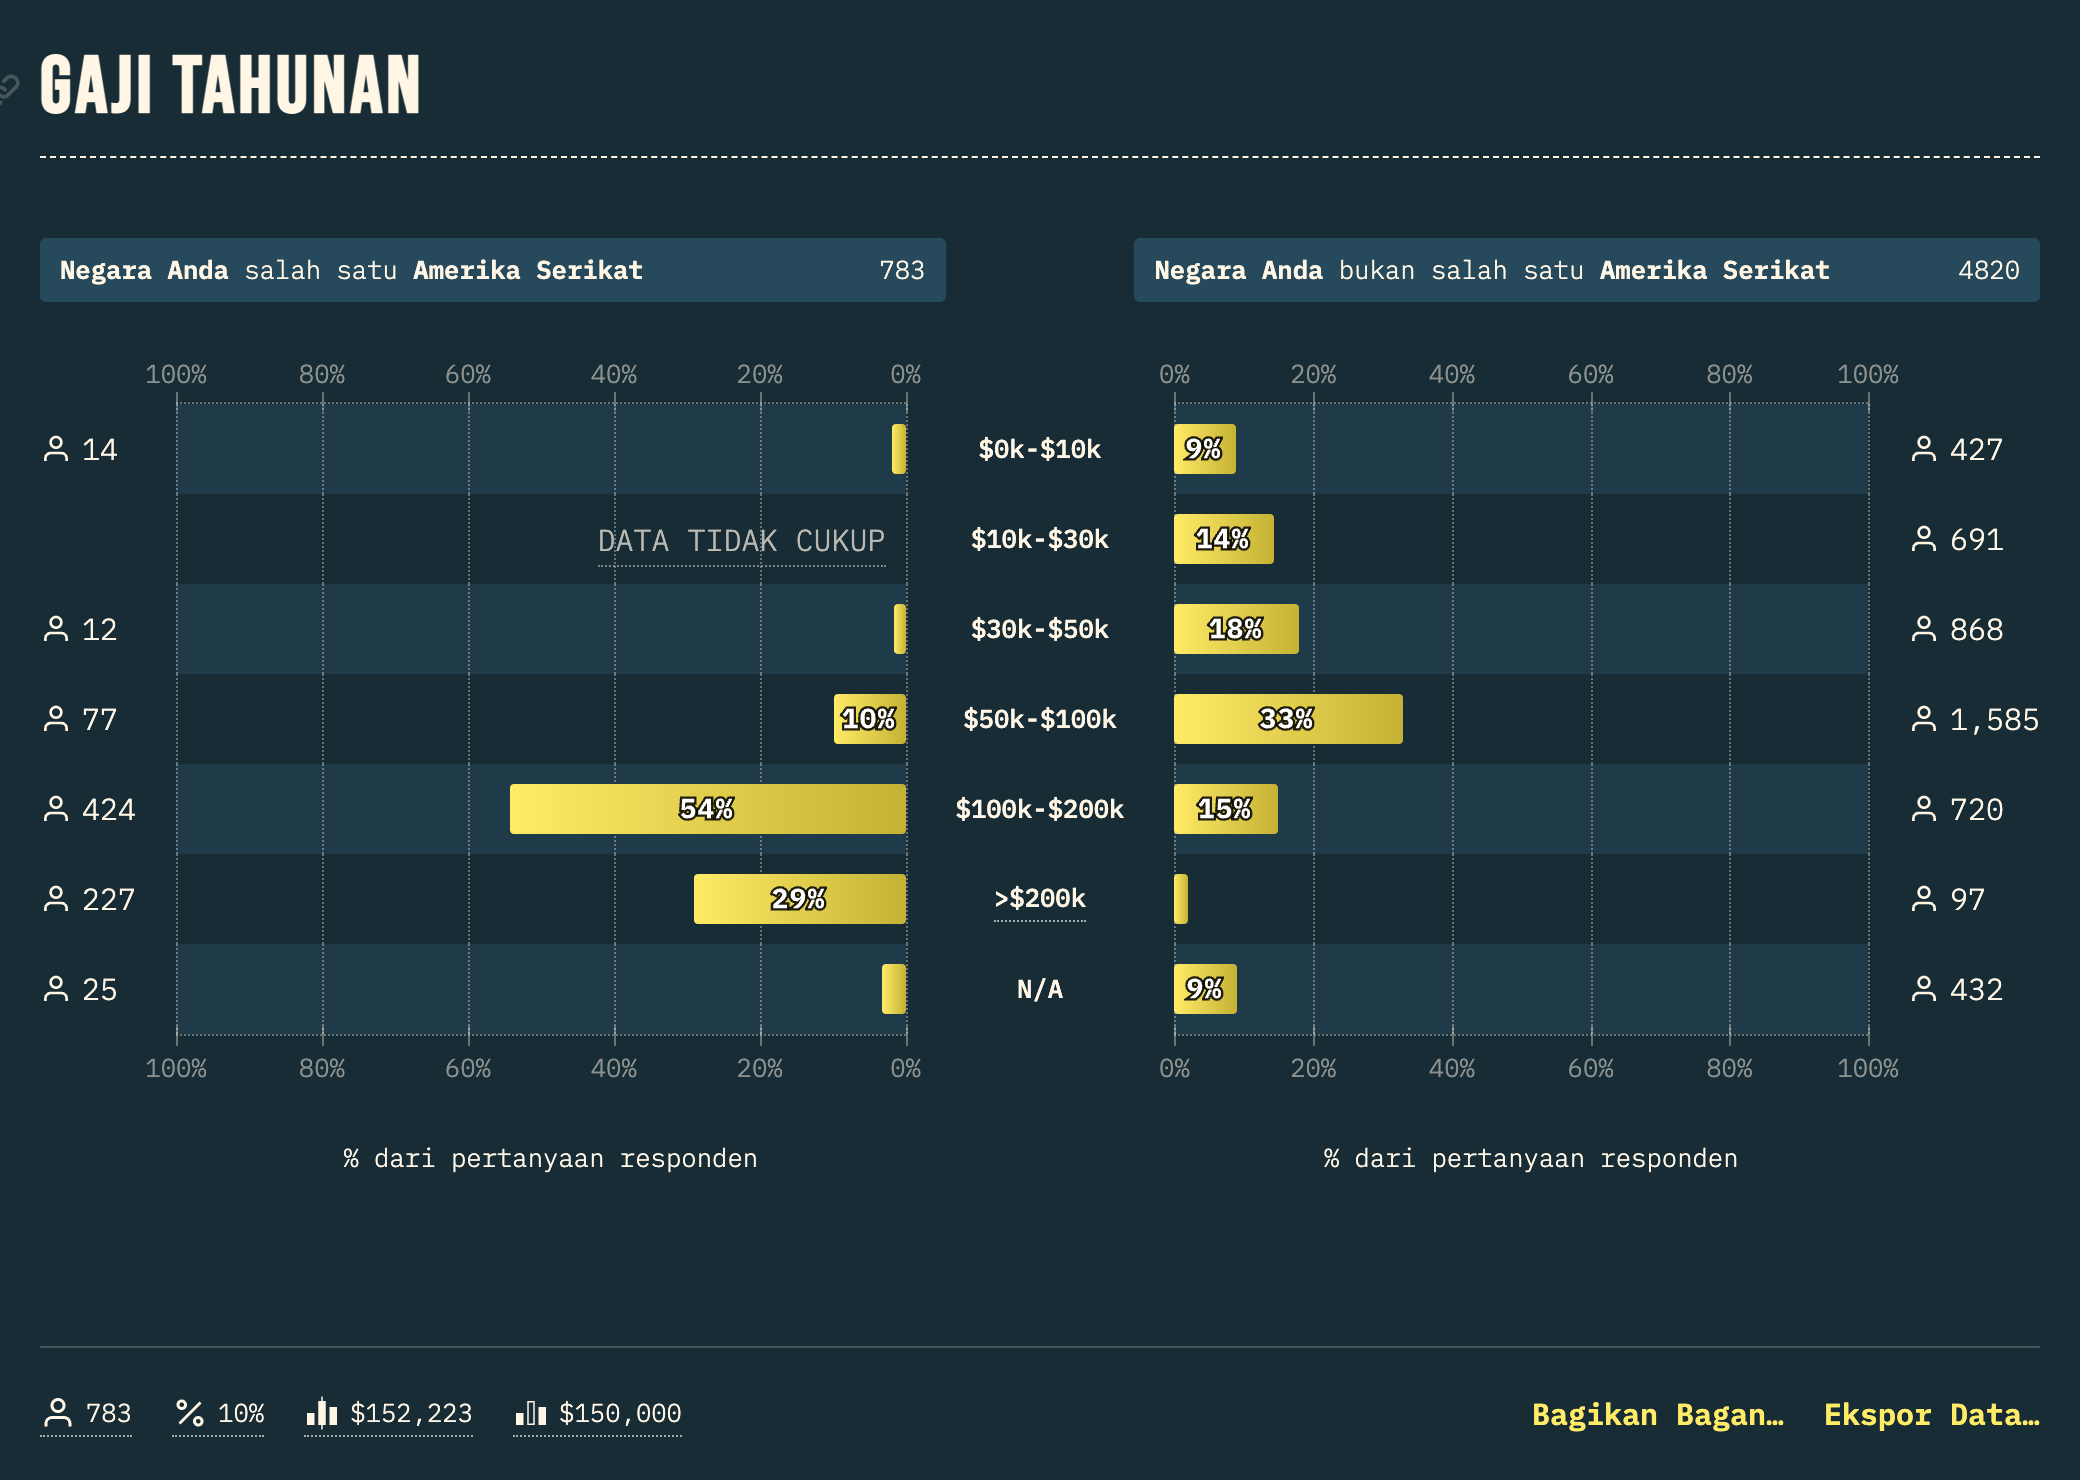 GAJI TAHUNAN
Negara Anda salah satu Amerika Serikat 783
Negara Anda bukan salah satu Amerika Serikat 4820
100% 80% 60% 40% 20% 0%
0% 20% 40% 60% 80% 100%
14 $0k-$10k 9% 427
DATA TIDAK CUKUP $10k-$30k 14% 691
12 $30k-$50k 18% 868
77 10% $50k-$100k 33% 1,585
424 54% $100k-$200k 15% 720
227 29% >$200k 97
25 N/A 9% 432
100% 80% 60% 40% 20% 0%
0% 20% 40% 60% 80% 100%
% dari pertanyaan responden
% dari pertanyaan responden
783 10% $152,223 $150,000
Bagikan Bagan… Ekspor Data…